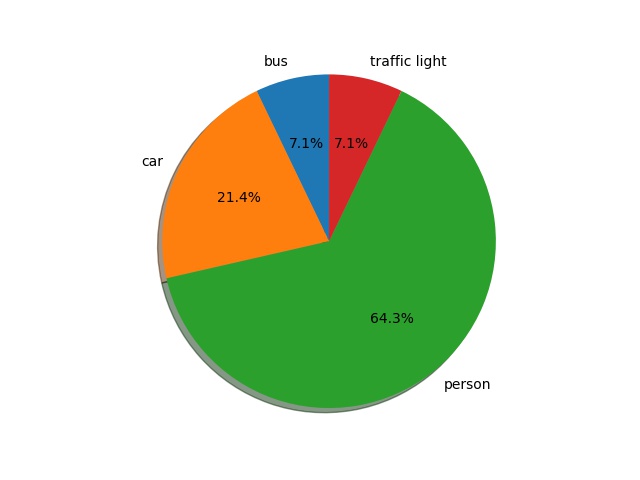 bus
traffic light
7.1%
7.1%
car
21.4%
64.3%
person